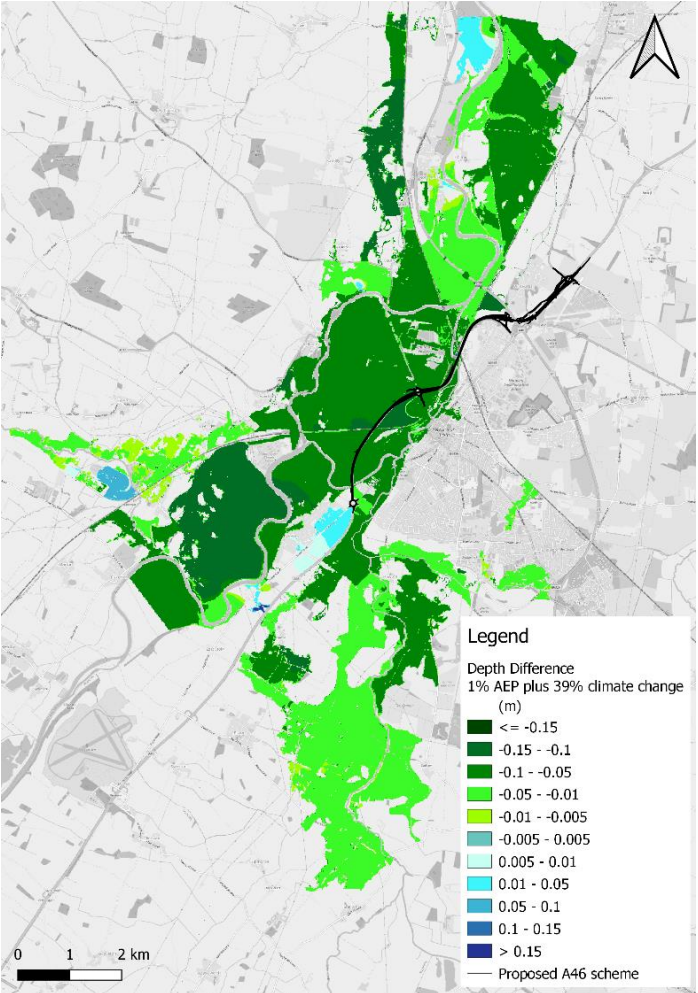 Legend
Depth Difference
1% AEP plus 39% climate change
(m)
<= -0.15
-0.15 - -0.1
-0.1 - -0.05
-0.05 - -0.01
-0.01 - -0.005
-0.005 - 0.005
0.005 - 0.01
0.01 - 0.05
0.05 - 0.1
0.1 - 0.15
> 0.15
Proposed A46 scheme
0 1 2 km